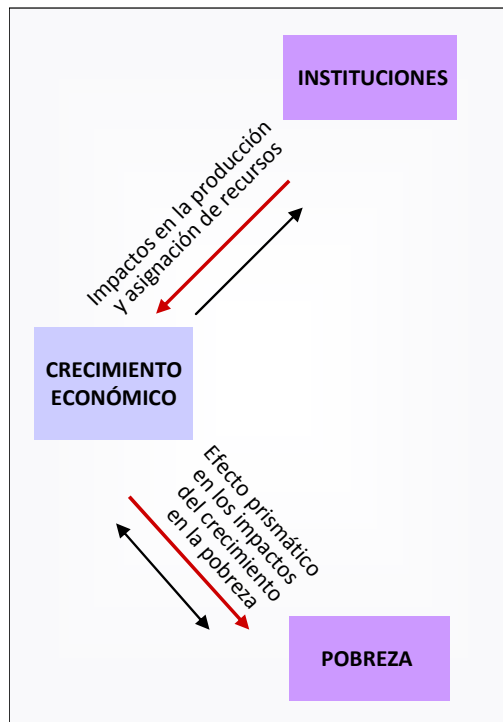 INSTITUCIONES
Impactos en la producción
y asignación de recursos
CRECIMIENTO
ECONÓMICO
Efecto prismático
en los impactos
del crecimiento
en la pobreza
POBREZA